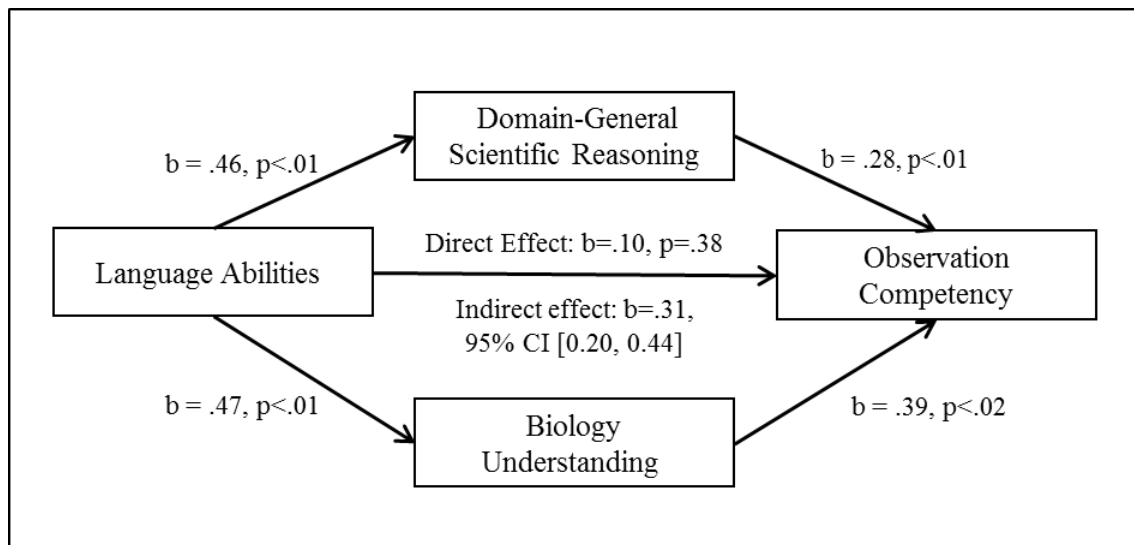 Domain-General
Scientific Reasoning
b = .46, p<.01
b = .28, p<.01
Language Abilities
Direct Effect: b=.10, p=.38
Indirect effect: b=.31,
95% CI [0.20, 0.44]
Observation
Competency
b = .47, p<.01
b = .39, p<.02
Biology
Understanding